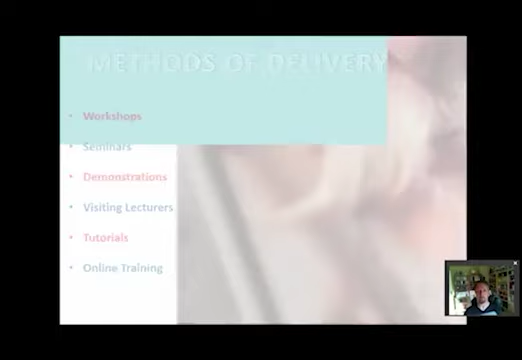 METHODS OF DELIVERY
• Workshops
• Seminars
• Demonstrations
• Visiting Lecturers
• Tutorials
• Online Training